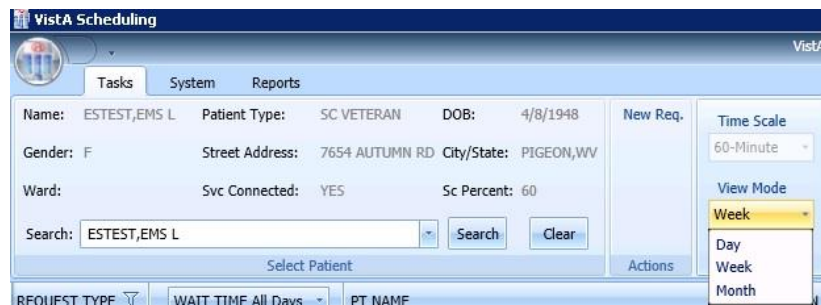 VistA Scheduling
VistA
Tasks System Reports
Name: ESTEST,EMS L Patient Type: SC VETERAN DOB: 4/8/1948 New Req. Time Scale
Gender: F Street Address: 7654 AUTUMN RD City/State: PIGEON,WV 60-Minute
Ward: Svc Connected: YES Sc Percent: 60 View Mode
Search: ESTEST,EMS L Search Clear Week
Day
Select Patient Actions Week
REQUEST TYPE WAIT TIME All Days PT NAME Month